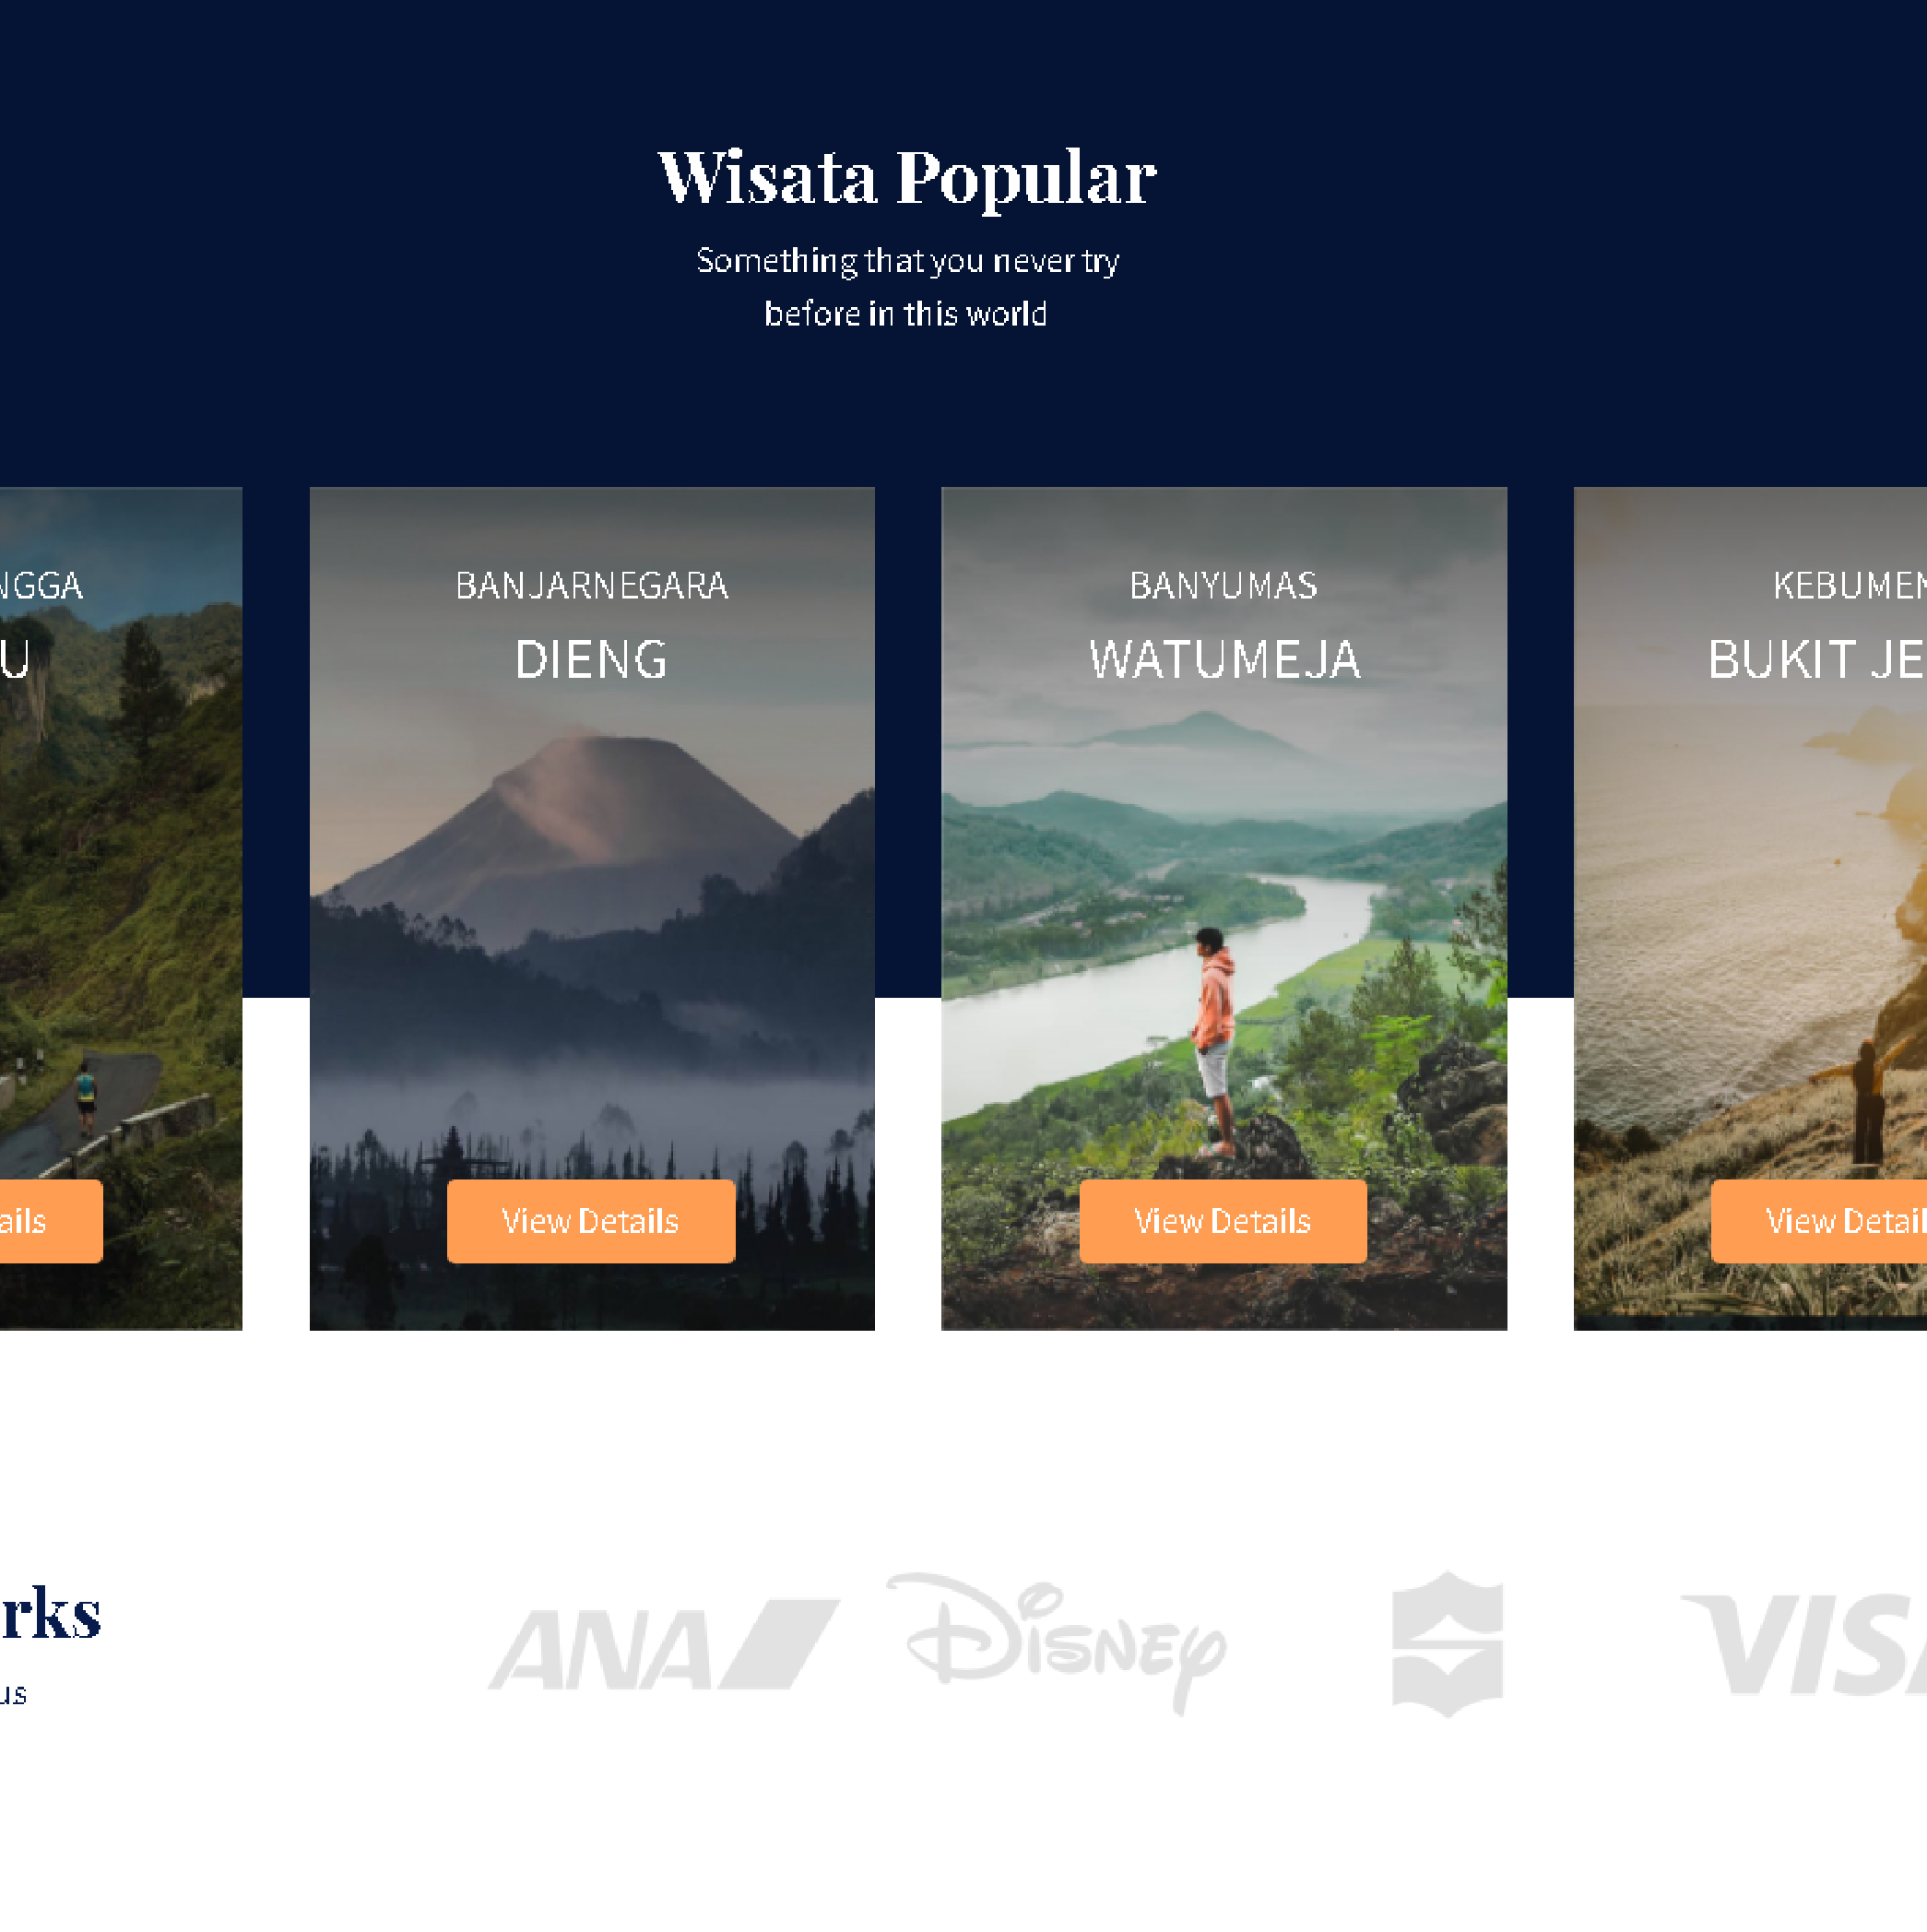 Wisata Popular
Something that you never try
before in this world
NGGA
U
ails
BANJARNEGARA
DIENG
View Details
BANYUMAS
WATUMEJA
View Details
KEBUMEN
BUKIT JE
View Detail
rks
us
ANA
Disney
VISA